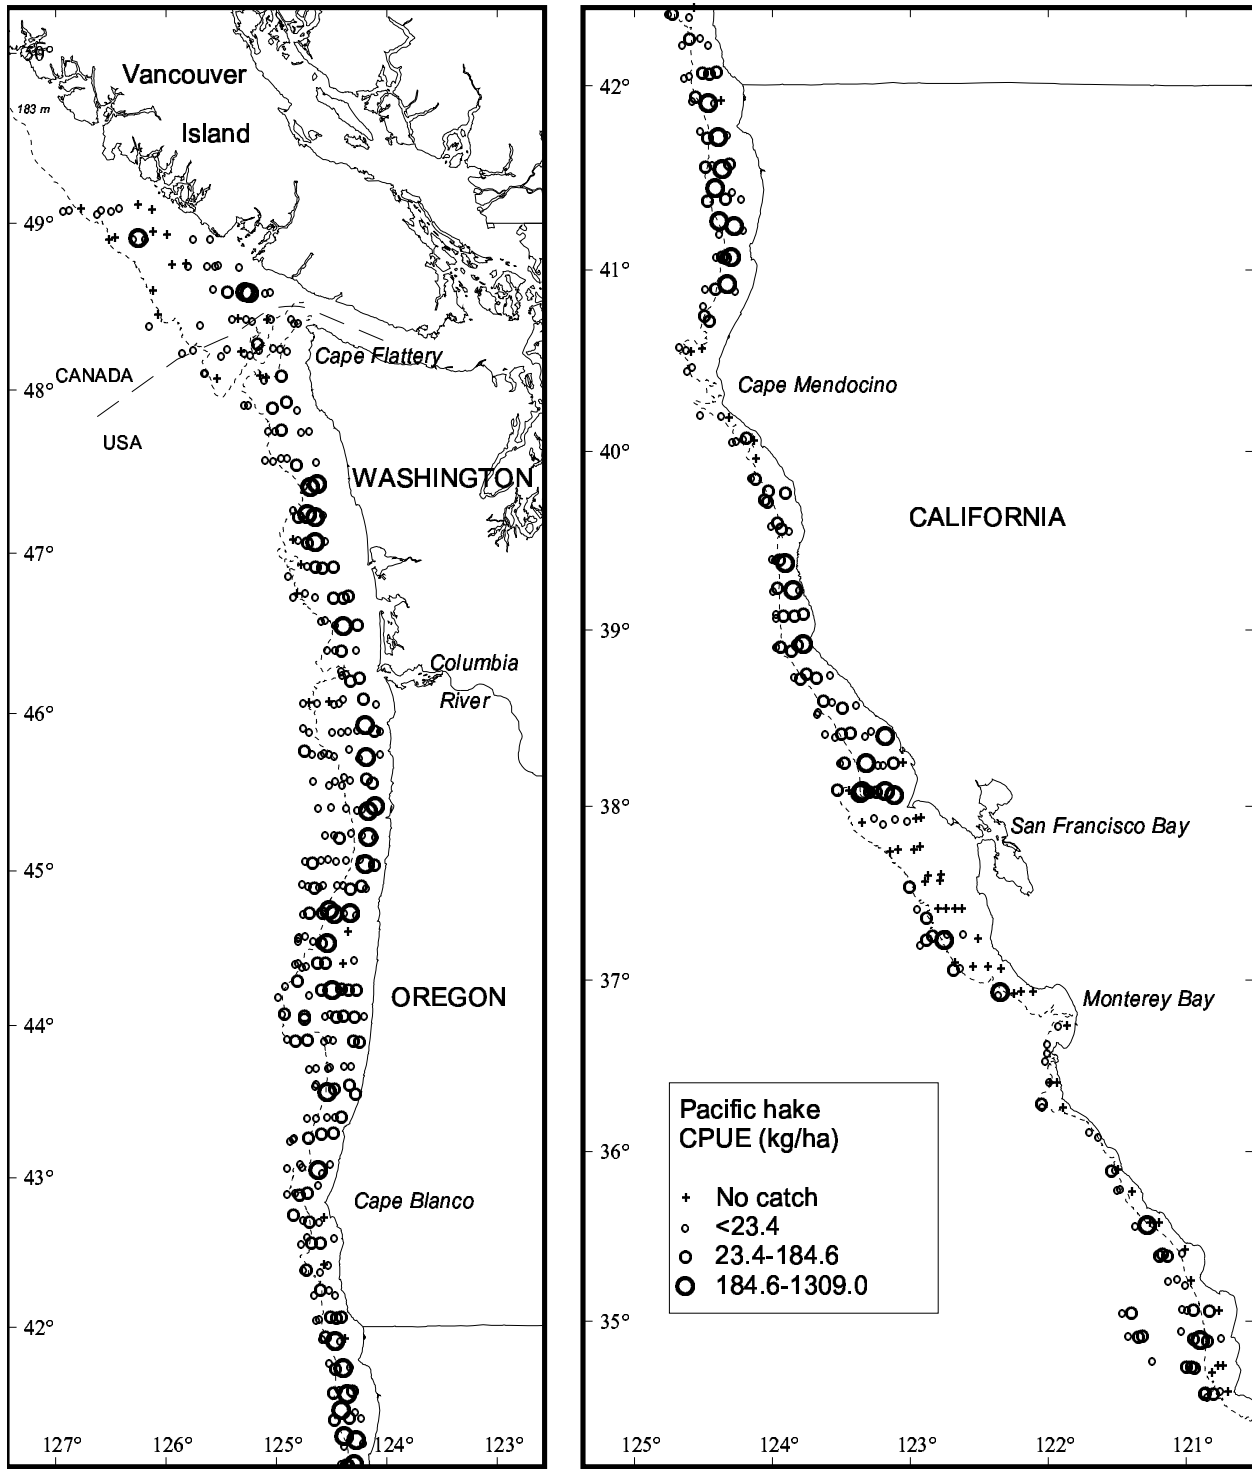 50
Vancouver
Island
183 m
49°
Cape Flattery
CANADA
48°
USA
WASHINGTON
47°
Columbia
River
46°
45°
OREGON
44°
43°
Cape Blanco
42°
127°
126°
125°
124°
123°
42°
41°
Cape Mendocino
40°
CALIFORNIA
39°
38°
San Francisco Bay
37°
Monterey Bay
Pacific hake
CPUE (kg/ha)
36°
+ No catch
<23.4
23.4-184.6
184.6-1309.0
35°
125°
124°
123°
122°
121°